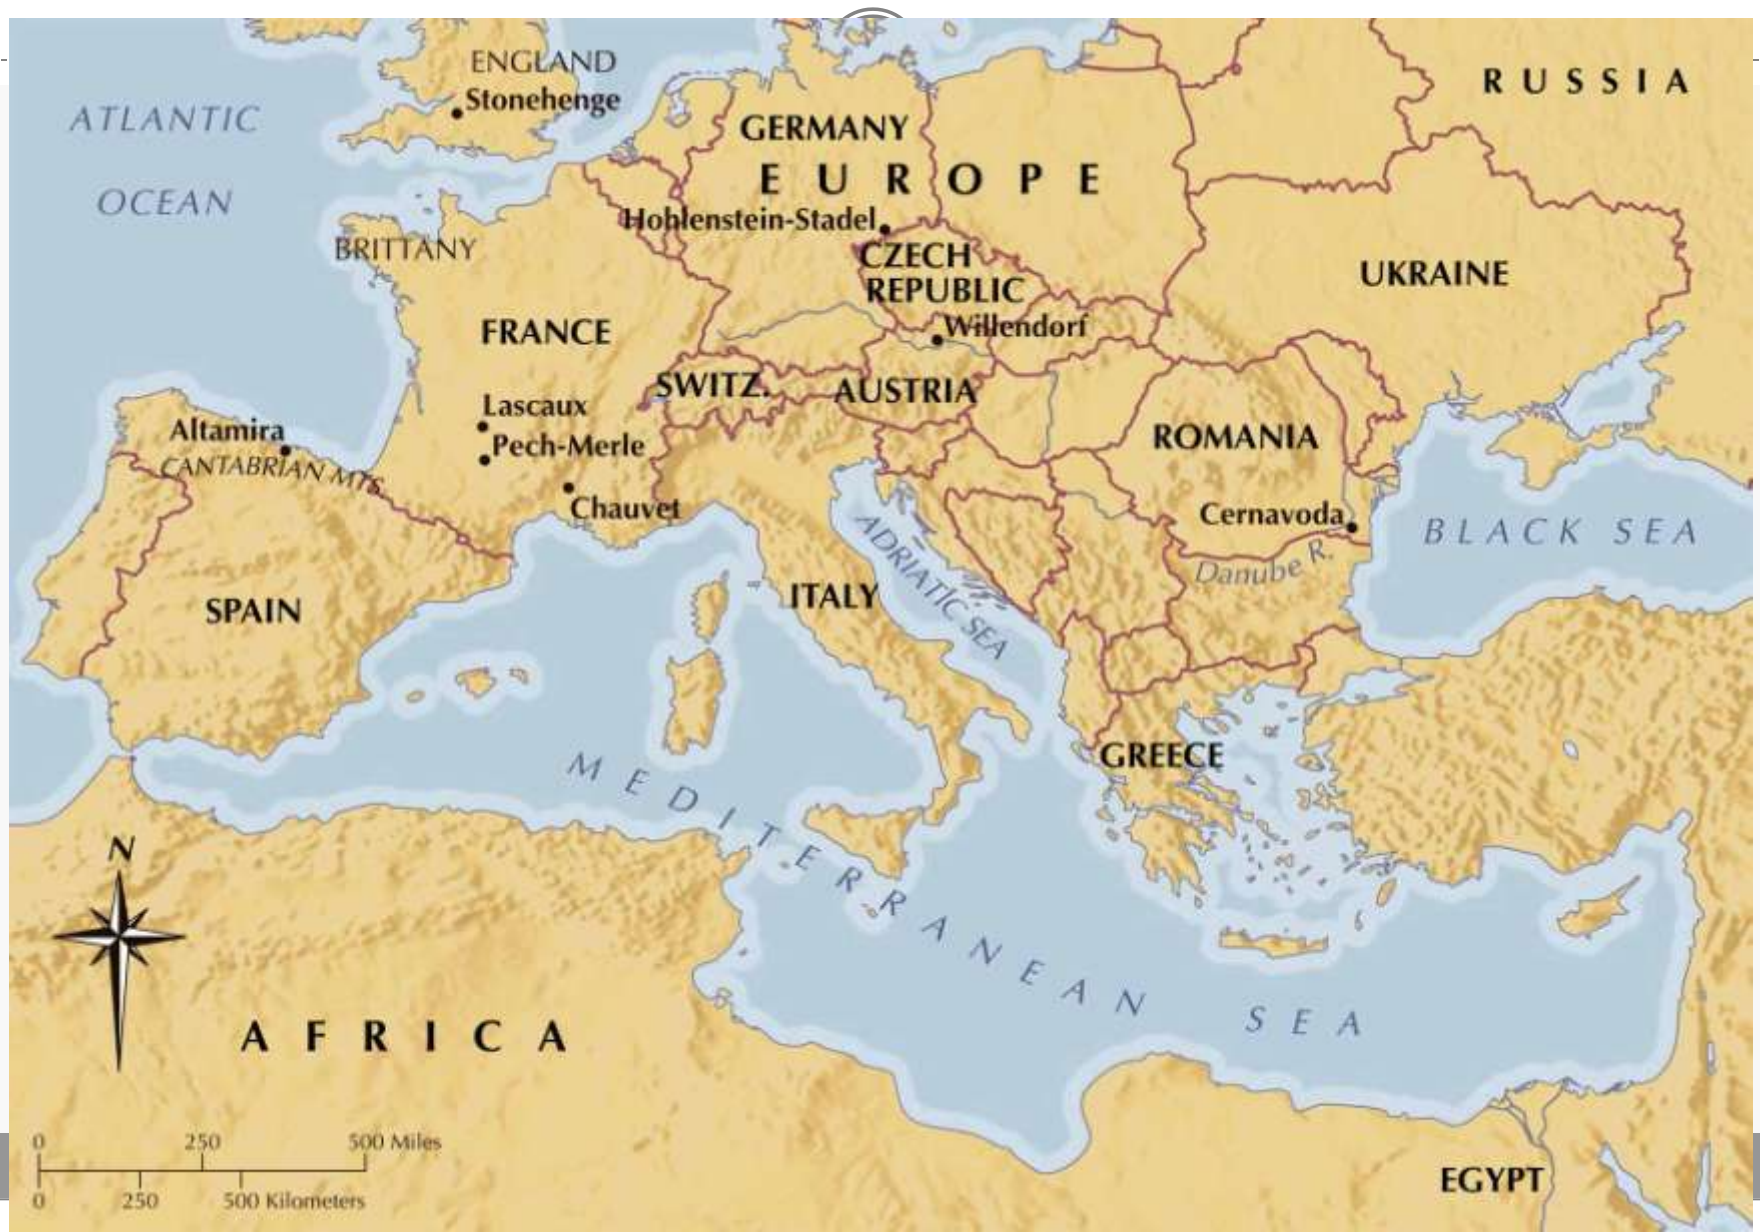 ENGLAND
Stonehenge
RUSSIA
ATLANTIC
OCEAN
GERMANY
EUROPE
Hohlenstein-Stadel
BRITTANY
CZECH
REPUBLIC
UKRAINE
Willendorf
FRANCE
SWITZ.
AUSTRIA
Lascaux
Altamira
Pech-Merle
ROMANIA
CANTABRIAN MTS.
Chauvet
Cernavoda
BLACK SEA
ADRIATIC SEA
Danube R.
ITALY
SPAIN
GREECE
MEDITERRANEAN SEA
N
AFRICA
0 250 500 Miles
0 250 500 Kilometers
EGYPT